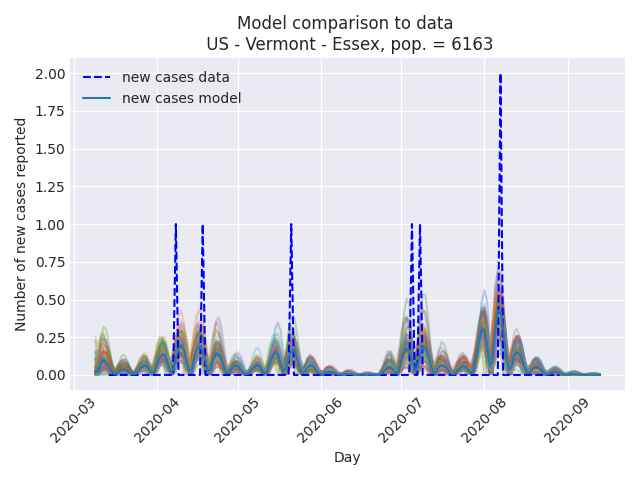 Model comparison to data
US - Vermont - Essex, pop. = 6163
new cases data
new cases model
Number of new cases reported
2.00
1.75
1.50
1.25
1.00
0.75
0.50
0.25
0.00
2020-03
2020-04
2020-05
2020-06
2020-07
2020-08
2020-09
Day